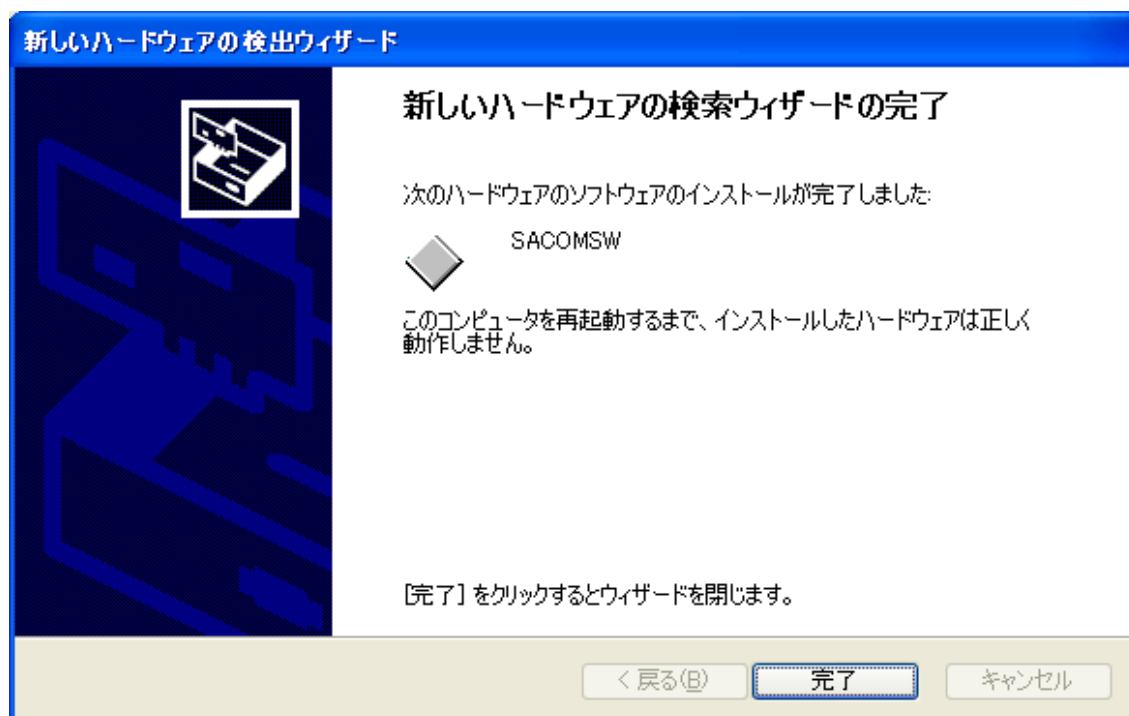 新しいハードウェアの検出ウィザード
新しいハードウェアの検索ウィザードの完了
次のハードウェアのソフトウェアのインストールが完了しました:
SACOMSW
このコンピュータを再起動するまで、インストールしたハードウェアは正しく
動作しません。
[完了] をクリックするとウィザードを閉じます。
< 戻る(B)
完了
キャンセル